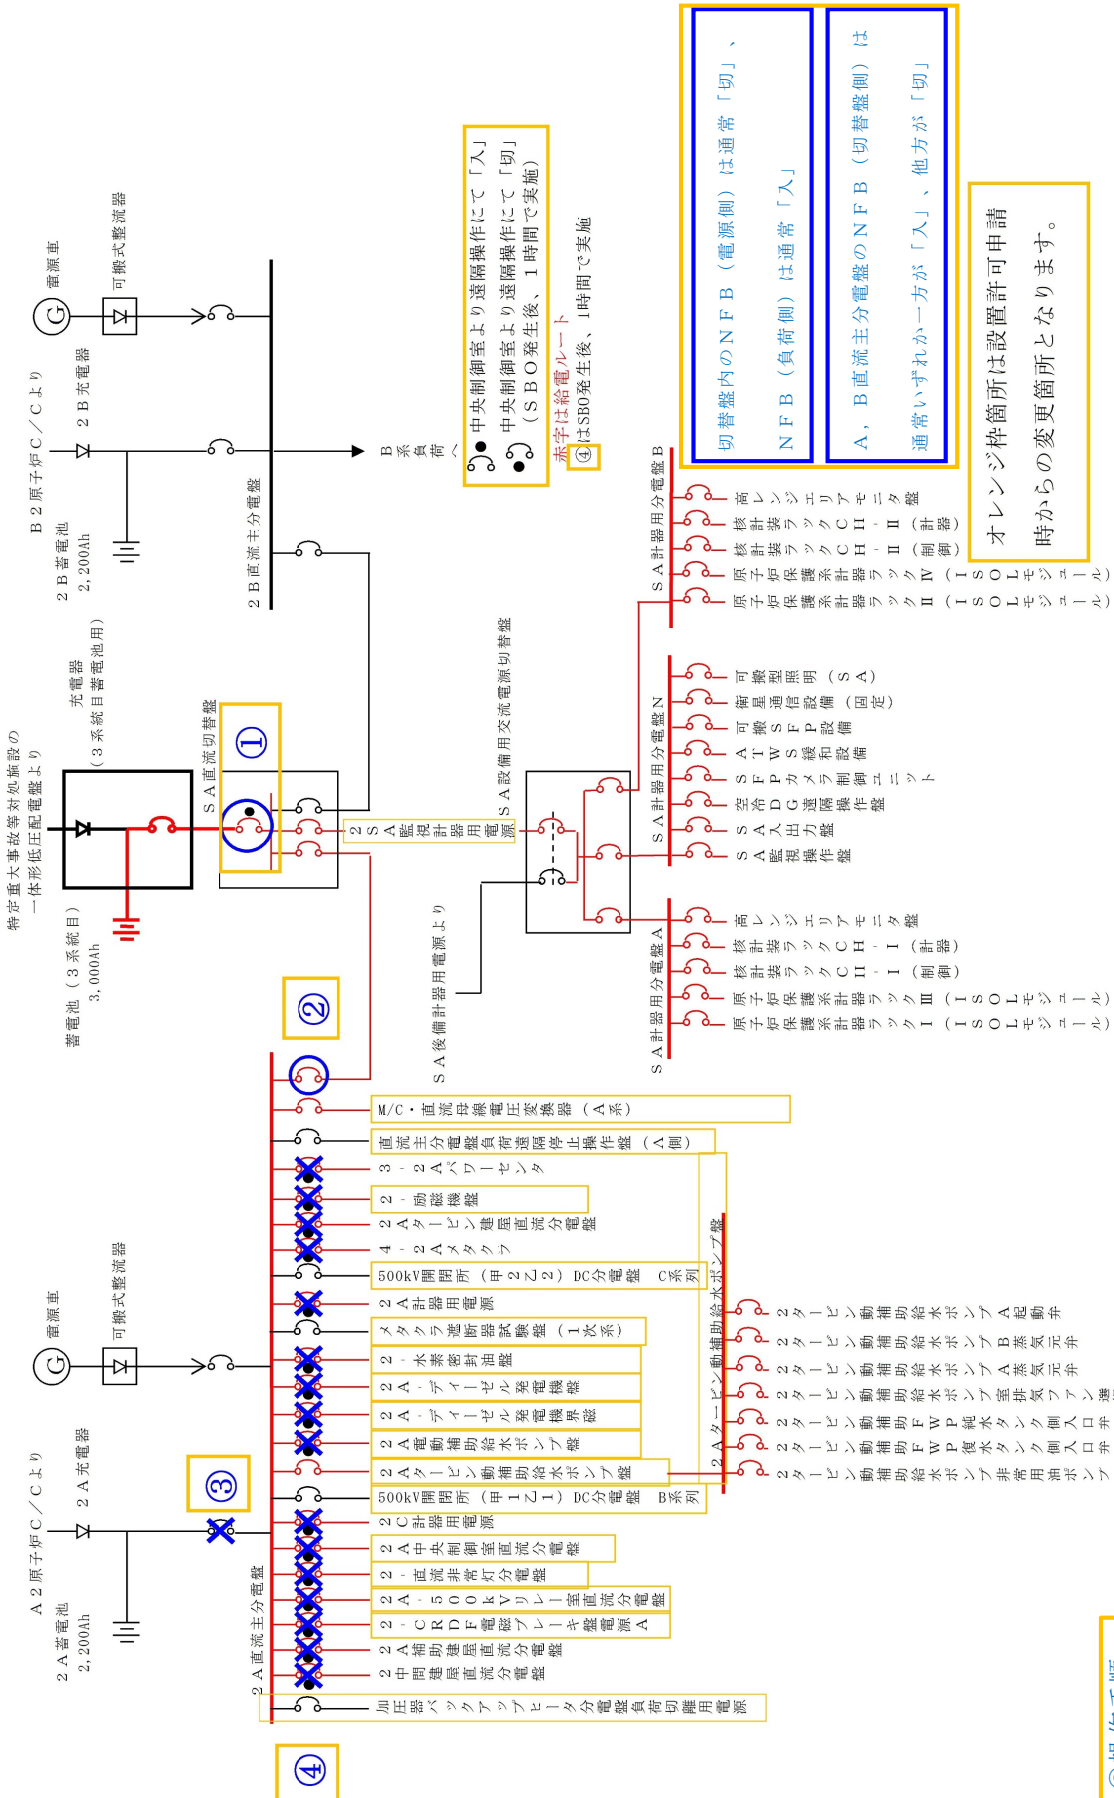 特定重大事故等対処施設の
一体形低圧配電盤より
充電器
(3系統目蓄電池用)
蓄電池（3系統目）
3,000Ah
SA直流切替盤
①
②
③
④
A2原子炉C／Cより
2A充電器
2A蓄電池
2,200Ah
G
電源車
可搬式整流器
2A直流主分電盤
B2原子炉C／Cより
2B充電器
2B蓄電池
2,200Ah
G
電源車
可搬式整流器
2B直流主分電盤
B系負荷へ
加圧器バックアップヒータ分電盤負荷切離用電源
2中間建屋直流分電盤
2A補助建屋直流分電盤
2‐CRDF電磁ブレーキ盤電源A
2A‐500kVリレー室直流分電盤
2‐直流非常灯分電盤
2A中央制御室直流分電盤
2C計器用電源
500kV開閉所（甲1乙1）DC分電盤　B系列
2Aタービン動補助給水ポンプ盤
2A電動補助給水ポンプ盤
2A‐ディーゼル発電機界磁
2A‐ディーゼル発電機盤
2‐水素密封油盤
メタクラ遮断器試験盤（1次系）
2A計器用電源
500kV開閉所（甲2乙2）DC分電盤　C系列
4‐2Aメタクラ
2Aタービン建屋直流分電盤
2‐励磁機盤
3‐2Aパワーセンタ
直流主分電盤負荷遠隔停止操作盤（A側）
M/C・直流母線電圧変換器（A系）
2Aタービン動補助給水ポンプ盤
2タービン動補助給水ポンプ非常用油ポンプ
2タービン動補助FWP復水タンク側入口弁
2タービン動補助FWP純水タンク側入口弁
2タービン動補助給水ポンプ室排気ファン
2タービン動補助給水ポンプA蒸気元弁
2タービン動補助給水ポンプB蒸気元弁
2タービン動補助給水ポンプA起動弁
2SA監視計器用電源
SA後備計器用電源より
SA設備用交流電源切替盤
SA計器用分電盤A
原子炉保護系計器ラックⅠ（ISOLモジュール）
原子炉保護系計器ラックⅢ（ISOLモジュール）
核計装ラックCH‐Ⅰ（制御）
核計装ラックCH‐Ⅰ（計器）
高レンジエリアモニタ盤
SA計器用分電盤N
SA監視操作盤
SA入出力盤
空冷DG遠隔操作盤
SFPカメラ制御ユニット
ATWS緩和設備
可搬SFP設備
衛星通信設備（固定）
可搬型照明（SA）
SA計器用分電盤B
原子炉保護系計器ラックⅡ（ISOLモジュール）
原子炉保護系計器ラックⅣ（ISOLモジュール）
核計装ラックCH‐Ⅱ（制御）
核計装ラックCH‐Ⅱ（計器）
高レンジエリアモニタ盤
中央制御室より遠隔操作にて「入」
中央制御室より遠隔操作にて「切」
（SBO発生後、1時間で実施）
赤字は給電ルート
④はSBO発生後、1時間で実施
切替盤内のNFB（電源側）は通常「切」、
NFB（負荷側）は通常「入」
A，B直流主分電盤のNFB（切替盤側）は
通常いずれか一方が「入」、他方が「切」
オレンジ枠箇所は設置許可申請
時からの変更箇所となります。